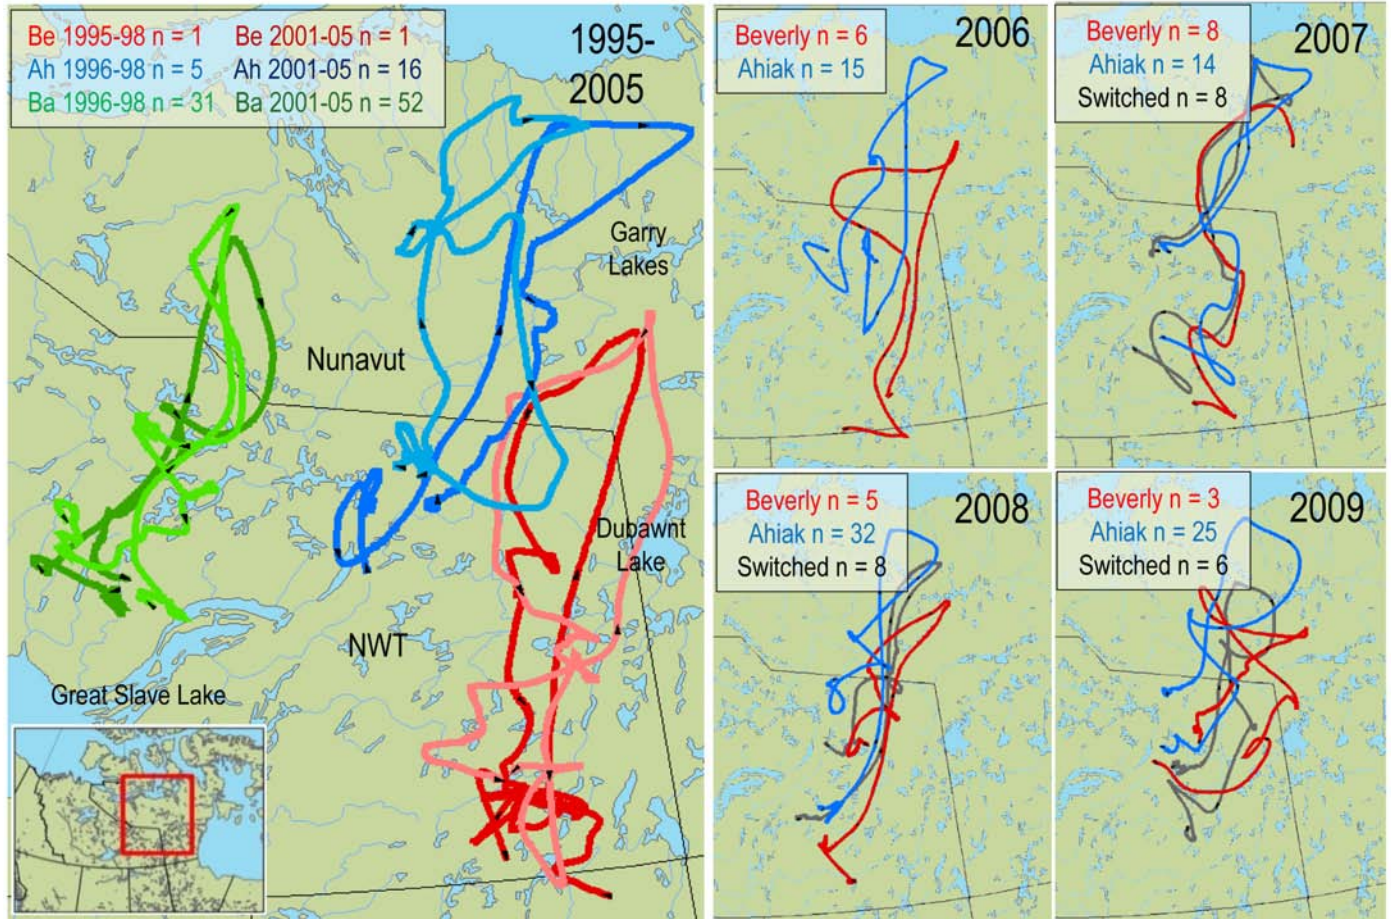 Be 1995-98 n = 1 Be 2001-05 n = 1
Ah 1996-98 n = 5 Ah 2001-05 n = 16
Ba 1996-98 n = 31 Ba 2001-05 n = 52
1995-
2005
Garry
Lakes
Nunavut
Dubawnt
Lake
NWT
Great Slave Lake
Beverly n = 6
Ahiak n = 15
2006
Beverly n = 8
Ahiak n = 14
Switched n = 8
2007
Beverly n = 5
Ahiak n = 32
Switched n = 8
2008
Beverly n = 3
Ahiak n = 25
Switched n = 6
2009